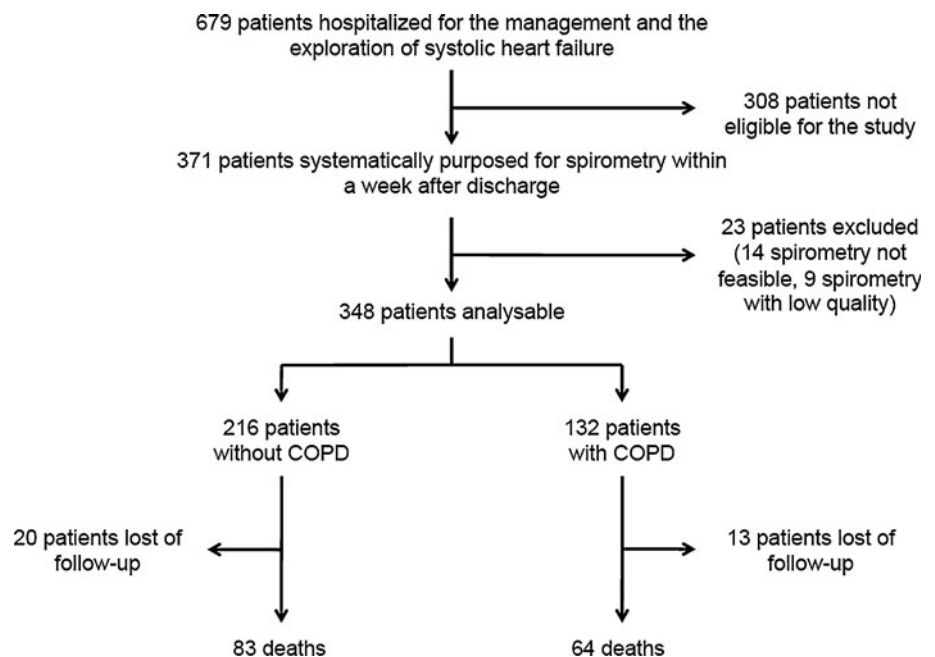 679 patients hospitalized for the management and the
exploration of systolic heart failure
308 patients not
eligible for the study
371 patients systematically purposed for spirometry within
a week after discharge
23 patients excluded
(14 spirometry not
feasible, 9 spirometry
with low quality)
348 patients analysable
216 patients
without COPD
132 patients
with COPD
20 patients lost of
follow-up
13 patients lost of
follow-up
83 deaths
64 deaths